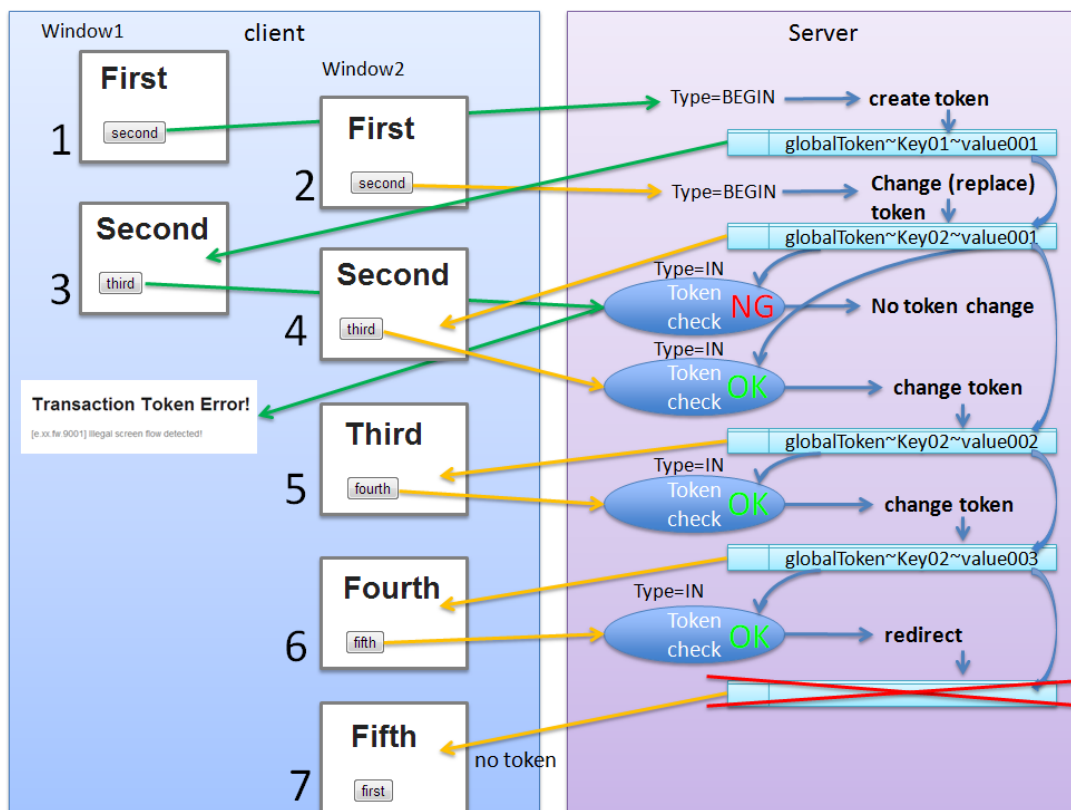 Window1
client
Server
First
Window2
1
second
First
2
second
Type=BEGIN
create token
globalToken~Key01~value001
Type=BEGIN
Change (replace)
token
globalToken~Key02~value001
Second
3
third
Second
4
third
Type=IN
Token
check
NG
No token change
Type=IN
Token
check
OK
change token
Transaction Token Error!
[e.xx.fw.9001] Illegal screen flow detected!
Third
5
fourth
globalToken~Key02~value002
Type=IN
Token
check
OK
change token
globalToken~Key02~value003
Fourth
6
fifth
Type=IN
Token
check
OK
redirect
Fifth
7
first
no token